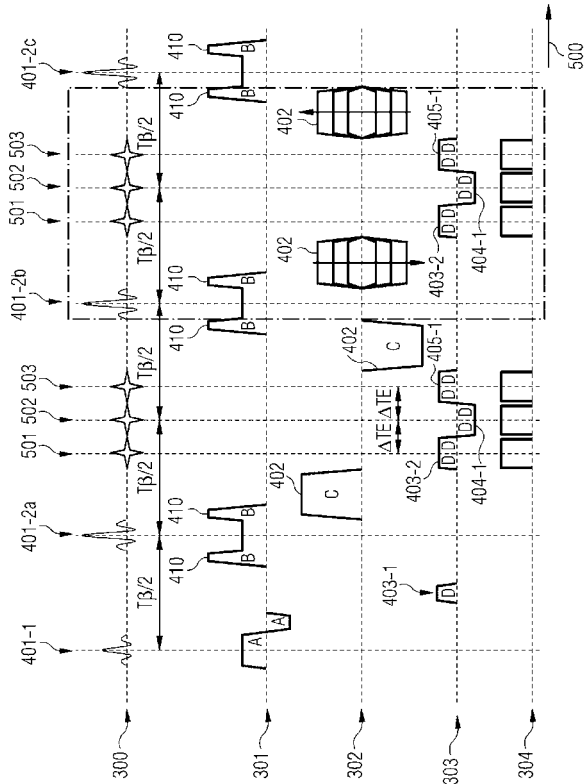 401-1 401-2a 501 502 503 401-2b 501 502 503 401-2c
300
Tβ/2 Tβ/2 Tβ/2 Tβ/2 Tβ/2
410 410 410 410 410 410
A A B B B B B B
301
402 402 402 402
C C
302
ΔTE ΔTE
403-1 403-2 404-1 405-1 403-2 404-1 405-1
D D D D D D D D D D D D D
303
304
500